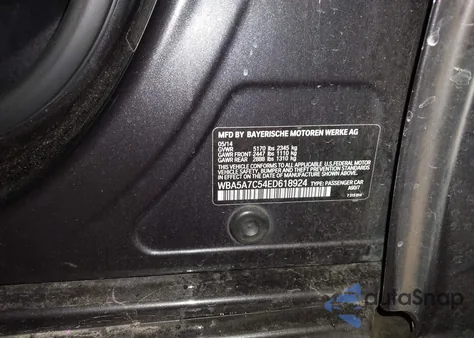 MFD BY BAYERISCHE MOTOREN WERKE AG
05/14
GVWR 5170 lbs 2345 kg
GAWR FRONT 2447 lbs 1110 kg
GAWR REAR 2888 lbs 1310 kg
THIS VEHICLE CONFORMS TO ALL APPLICABLE U.S.FEDERAL MOTOR
VEHICLE SAFETY, BUMPER AND THEFT PREVENTION
STANDARDS IN EFFECT ON THE
DATE OF MANUFACTURE SHOWN ABOVE.
WBA5A7C54ED618924 TYPE: PASSENGER CAR
autoSnap